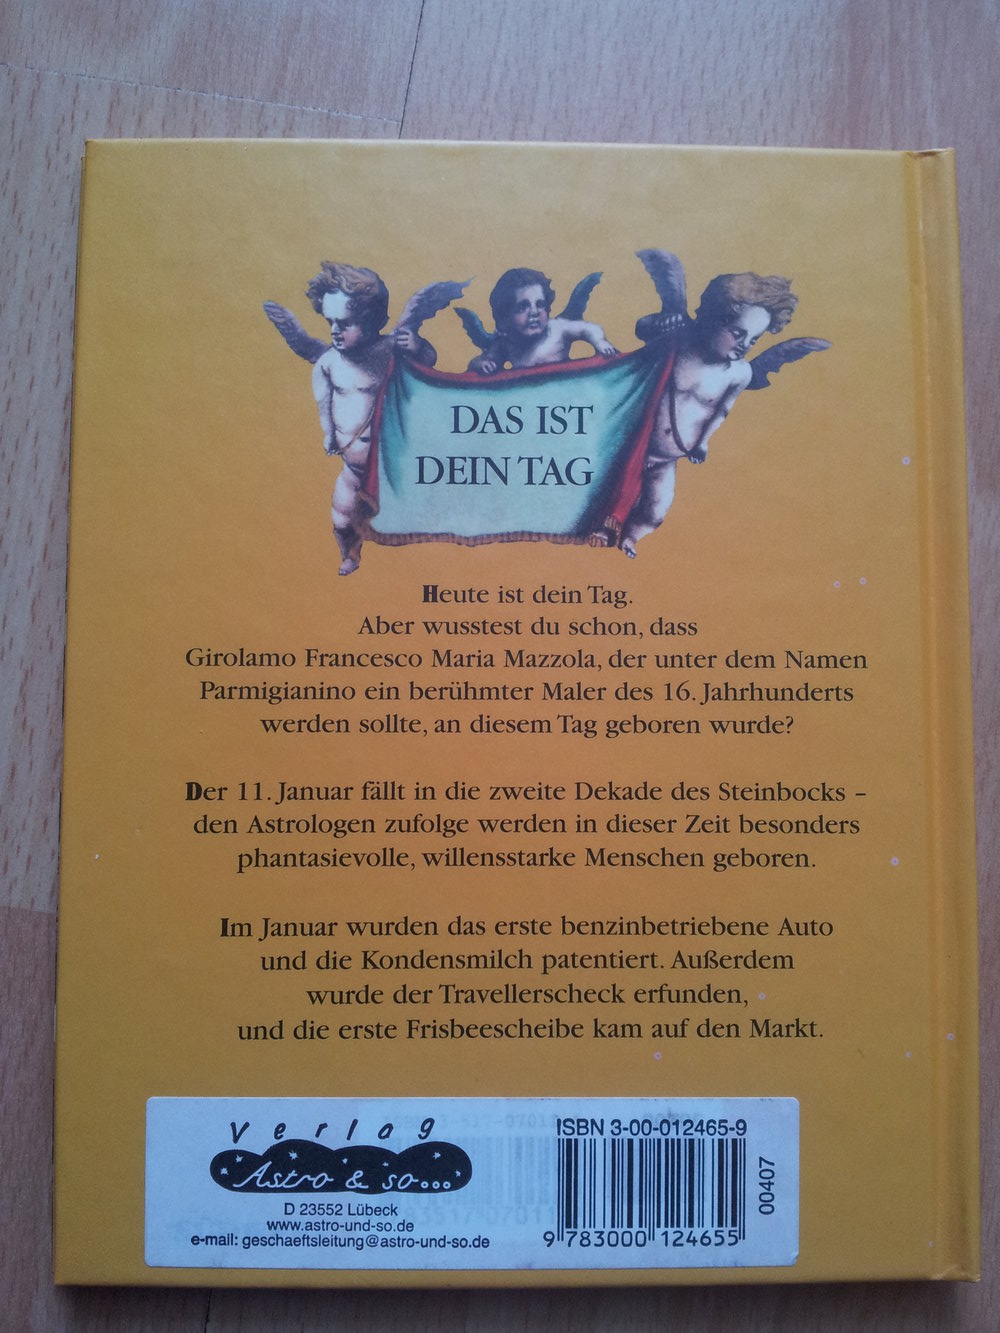 DAS IST
DEIN TAG
Heute ist dein Tag.
Aber wusstest du schon, dass
Girolamo Francesco Maria Mazzola, der unter dem Namen
Parmigianino ein berühmter Maler des 16. Jahrhunderts
werden sollte, an diesem Tag geboren wurde?
Der 11. Januar fällt in die zweite Dekade des Steinbocks –
den Astrologen zufolge werden in dieser Zeit besonders
phantasievolle, willensstarke Menschen geboren.
Im Januar wurden das erste benzinbetriebene Auto
und die Kondensmilch patentiert. Außerdem
wurde der Travellerscheck erfunden,
und die erste Frisbeescheibe kam auf den Markt.
Verlag
Astro & so...
D 23552 Lübeck
www.astro-und-so.de
e-mail: geschaeftsleitung@astro-und-so.de
ISBN 3-00-012465-9
9 783000 124655
00407